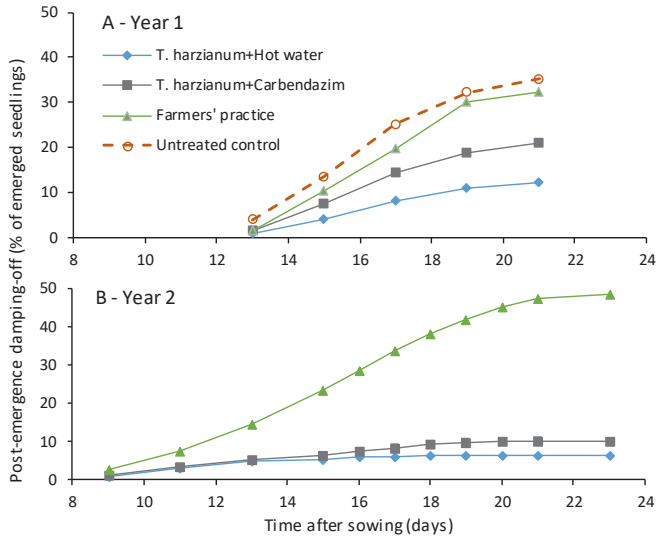 A - Year 1
T. harzianum+Hot water
T. harzianum+Carbendazim
Farmers' practice
Untreated control
50
40
30
20
10
0
8 10 12 14 16 18 20 22 24
Post-emergence damping-off (% of emerged seedlings)
B - Year 2
50
40
30
20
10
0
8 10 12 14 16 18 20 22 24
Time after sowing (days)